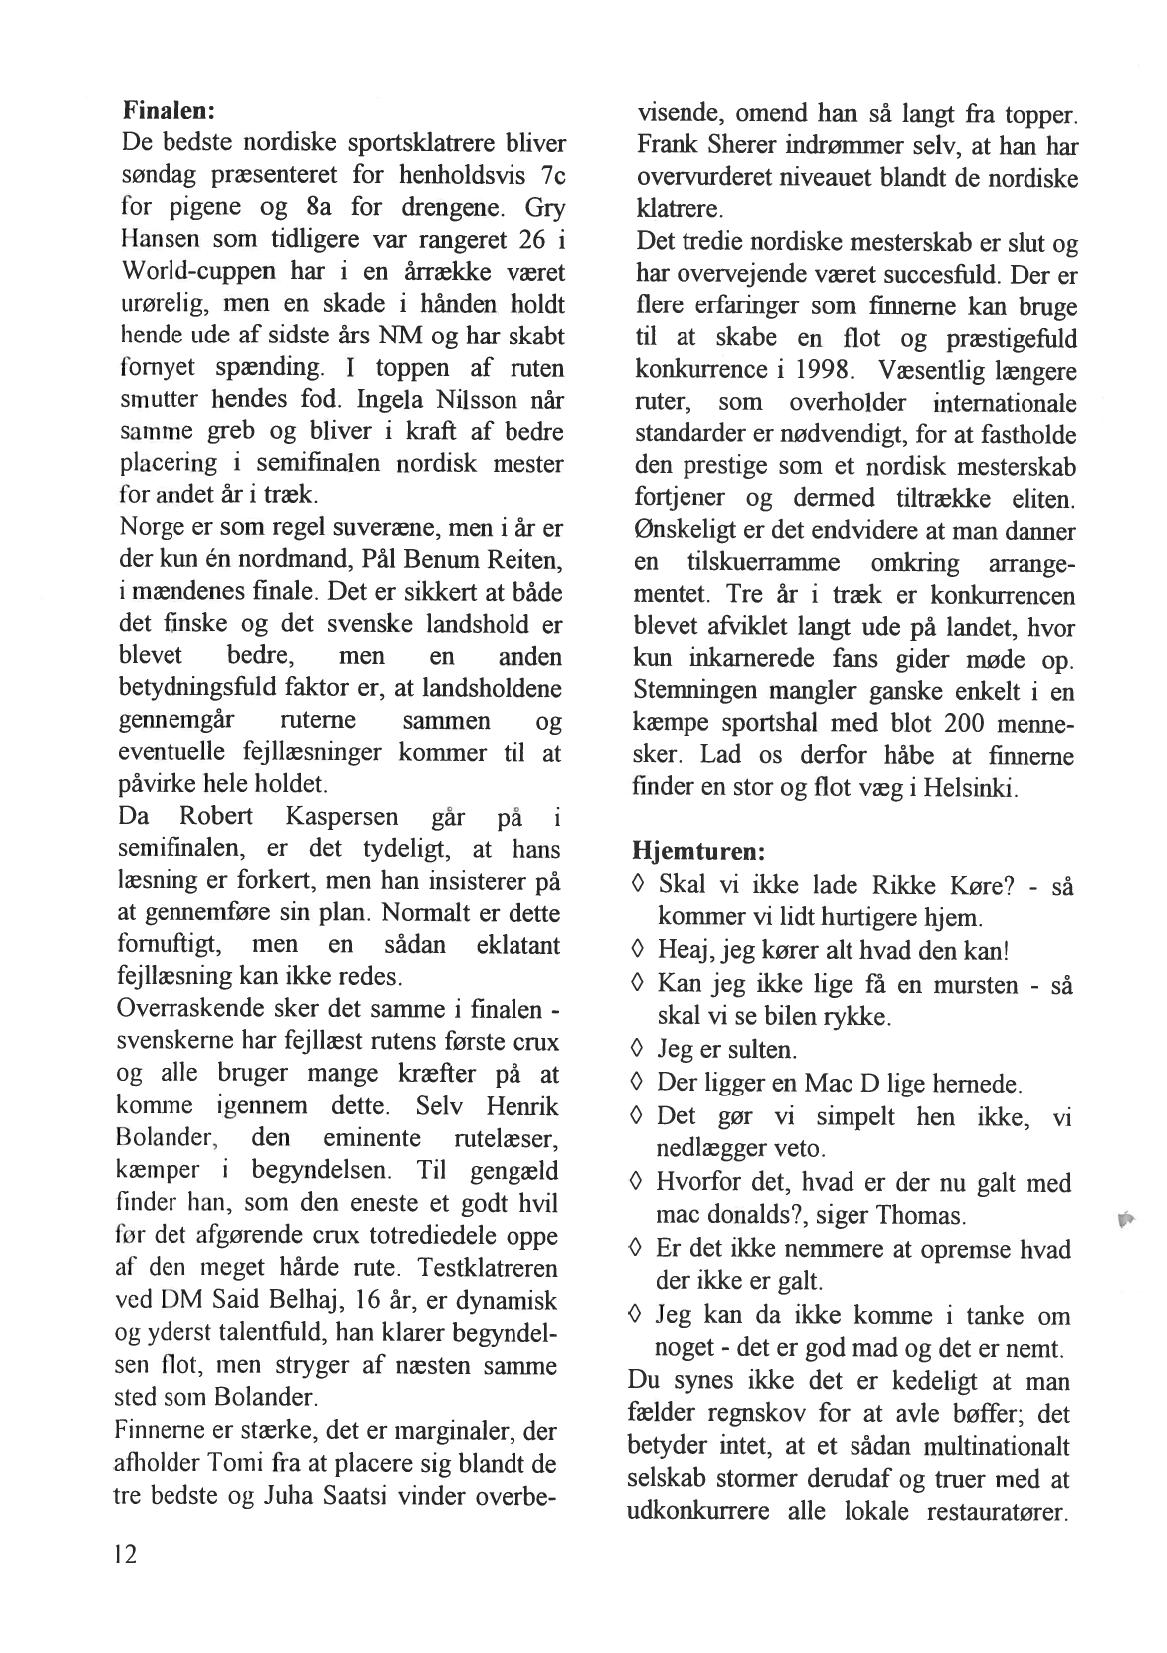 Finalen:
De bedste nordiske sportsklatrere bliver
søndag præsenteret for henholdsvis 7c
for pigene og 8a for drengene. Gry
Hansen som tidligere var rangeret 26 i
World-cuppen har i en årrække været
urørelig, men en skade i hånden holdt
hende ude af sidste års NM og har skabt
fornyet spænding. I toppen af ruten
smutter hendes fod. Ingela Nilsson når
samme greb og bliver i kraft af bedre
placering i semifinalen nordisk mester
for andet år i træk.
Norge er som regel suveræne, men i år er
der kun én nordmand, Pål Benum Reiten,
i mændenes finale. Det er sikkert at både
det finske og det svenske landshold er
blevet bedre, men en anden
betydningsfuld faktor er, at landsholdene
gennemgår ruterne sammen og
eventuelle fejllæsninger kommer til at
påvirke hele holdet.
Da Robert Kaspersen går på i
semifinalen, er det tydeligt, at hans
læsning er forkert, men han insisterer på
at gennemføre sin plan. Normalt er dette
fornuftigt, men en sådan eklatant
fejllæsning kan ikke redes.
Overraskende sker det samme i finalen -
svenskerne har fejllæst rutens første crux
og alle bruger mange kræfter på at
komme igennem dette. Selv Henrik
Bolander, den eminente rutelæser,
kæmper i begyndelsen. Til gengæld
finder han, som den eneste et godt hvil
før det afgørende crux totrediedele oppe
af den meget hårde rute. Testklatreren
ved DM Said Belhaj, 16 år, er dynamisk
og yderst talentfuld, han klarer begyndel-
sen flot, men stryger af næsten samme
sted som Bolander.
Finnerne er stærke, det er marginaler, der
afholder Tomi fra at placere sig blandt de
tre bedste og Juha Saatsi vinder overbe-
12
visende, omend han så langt fra topper.
Frank Sherer indrømmer selv, at han har
overvurderet niveauet blandt de nordiske
klatrere.
Det tredie nordiske mesterskab er slut og
har overvejende været succesfuld. Der er
flere erfaringer som finnerne kan bruge
til at skabe en flot og præstigefuld
konkurrence i 1998. Væsentlig længere
ruter, som overholder internationale
standarder er nødvendigt, for at fastholde
den prestige som et nordisk mesterskab
fortjener og dermed tiltrække eliten.
Ønskeligt er det endvidere at man danner
en tilskuerramme omkring arrange-
mentet. Tre år i træk er konkurrencen
blevet afviklet langt ude på landet, hvor
kun inkarnerede fans gider møde op.
Stemningen mangler ganske enkelt i en
kæmpe sportshal med blot 200 menne-
sker. Lad os derfor håbe at finnerne
finder en stor og flot væg i Helsinki.
Hjemturen:
◊ Skal vi ikke lade Rikke Køre? - så
kommer vi lidt hurtigere hjem.
◊ Heaj, jeg kører alt hvad den kan!
◊ Kan jeg ikke lige få en mursten - så
skal vi se bilen rykke.
◊ Jeg er sulten.
◊ Der ligger en Mac D lige hernede.
◊ Det gør vi simpelt hen ikke, vi
nedlægger veto.
◊ Hvorfor det, hvad er der nu galt med
mac donalds?, siger Thomas.
◊ Er det ikke nemmere at opremse hvad
der ikke er galt.
◊ Jeg kan da ikke komme i tanke om
noget - det er god mad og det er nemt.
Du synes ikke det er kedeligt at man
fælder regnskov for at avle bøffer; det
betyder intet, at et sådan multinationalt
selskab stormer derudaf og truer med at
udkonkurrere alle lokale restauratører.